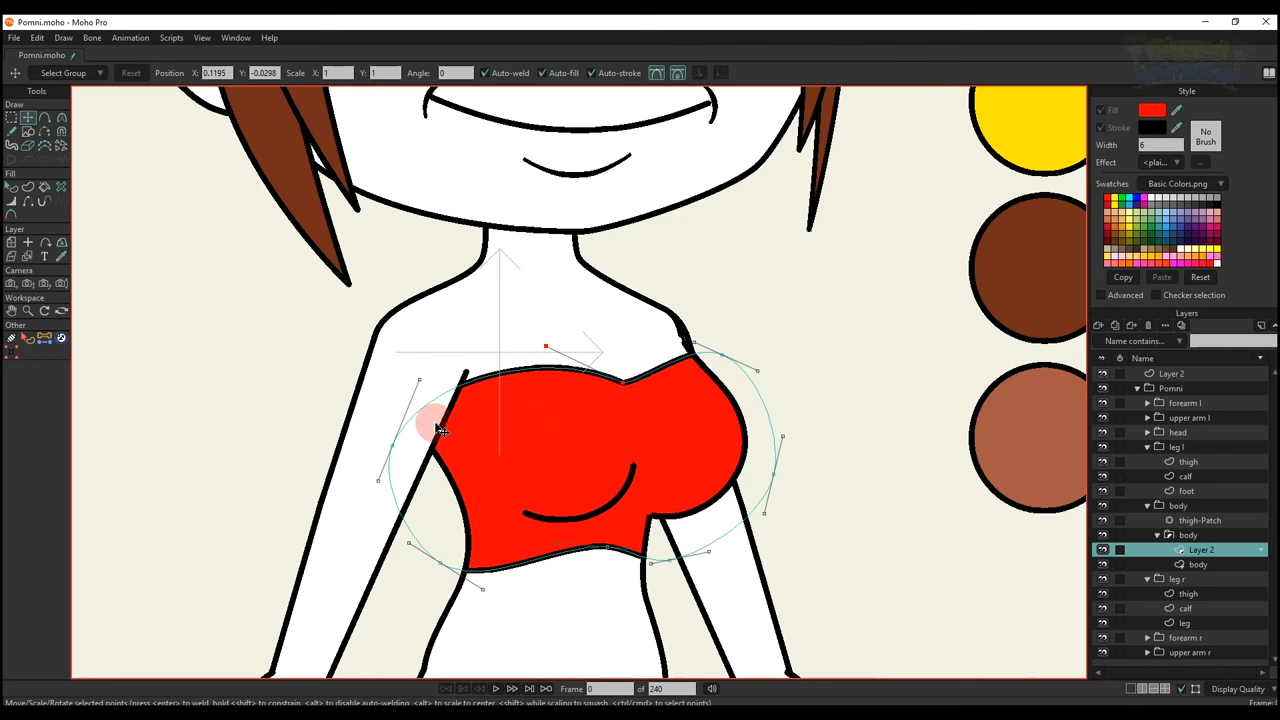 Pomni.moho - Moho Pro
File Edit Draw Bone Animation Scripts View Window Help
Pomni.moho
Select Group Reset Position X: 0.1195 Y: -0.0298 Scale X: 1 Y: 1 Angle: 0 Auto-weld Auto-fill Auto-stroke
Tools
Draw
Fill
Layer
Camera
Workspace
Other
Style
Fill
Stroke
No Brush
Width 6
Effect <plai... ...
Swatches Basic Colors.png
Copy Paste Reset
Advanced Checker selection
Layers
Name contains...
Name
Layer 2
Pomni
forearm l
upper arm l
head
leg l
thigh
calf
foot
body
thigh-Patch
body
Layer 2
body
leg r
thigh
calf
leg
forearm r
upper arm r
Frame 0 of 240 Display Quality
Move/Scale/Rotate selected points (press <enter> to weld, hold <shift> to constrain, <alt> to disable auto-welding, <shift> while scaling to squash, <ctrl/cmd> to select points) Frame: